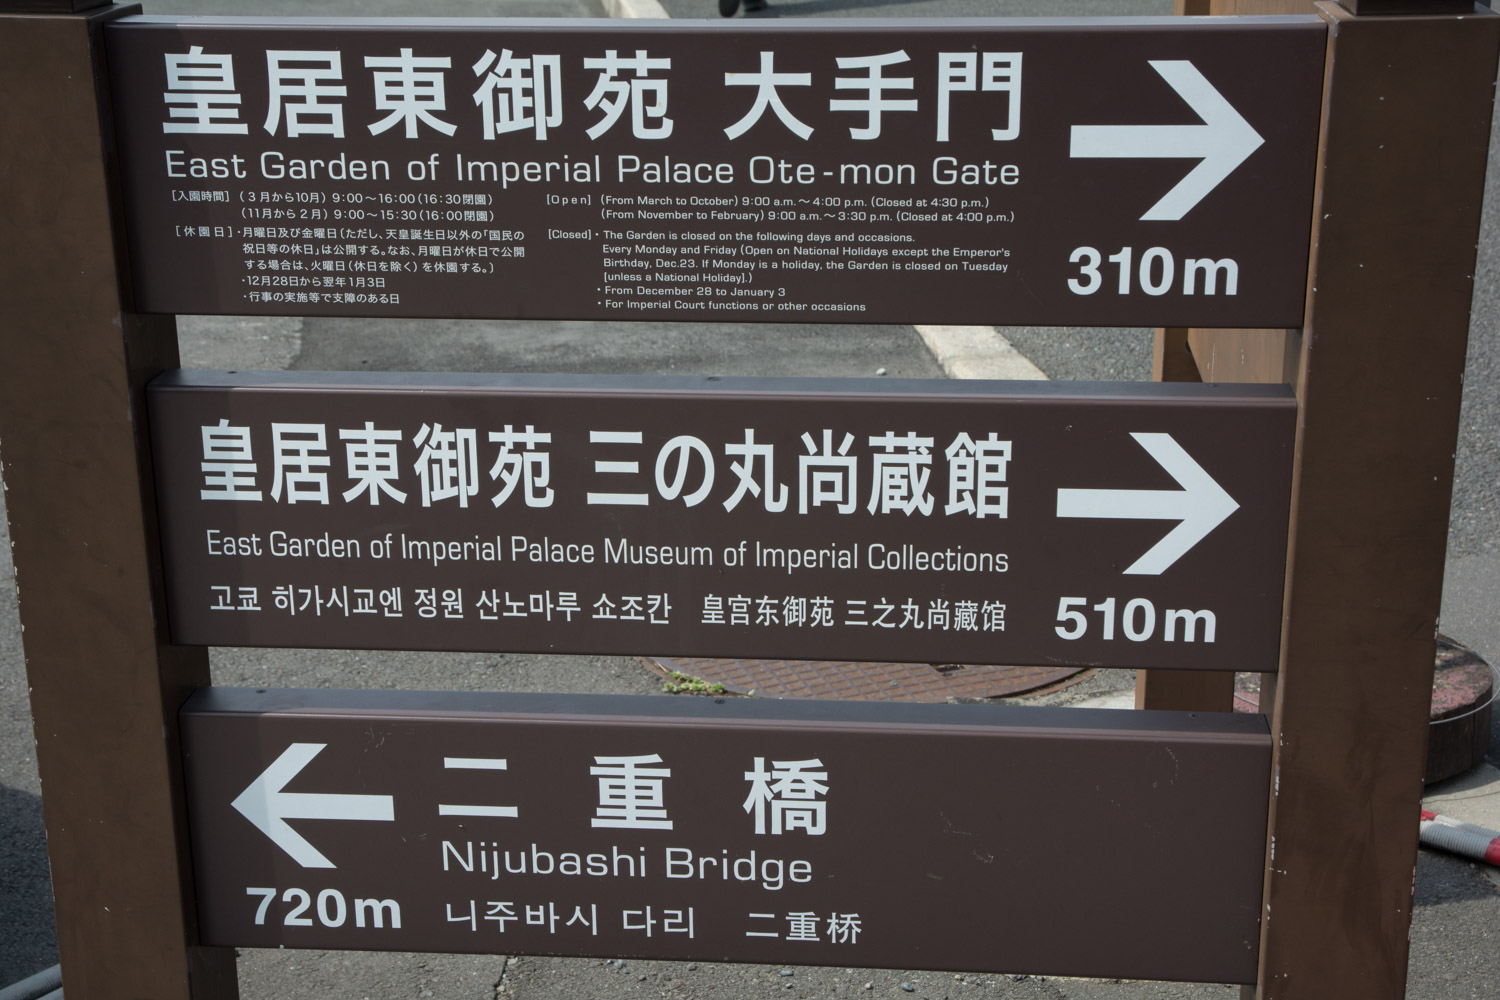 皇居東御苑 大手門
East Garden of Imperial Palace Ote-mon Gate
[入園時間] (3月から10月) 9:00〜16:00(16:30閉園)
(11月から2月) 9:00〜15:30(16:00閉園)
[休園日]・月曜日及び金曜日(ただし、天皇誕生日以外の「国民の
祝日等の休日」は公開する。なお、月曜日が休日で公開
する場合は、火曜日(休日を除く)を休園する。)
・12月28日から翌年1月3日
・行事の実施等で支障のある日
[Open] (From March to October) 9:00 a.m.〜4:00 p.m. (Closed at 4:30 p.m.)
(From November to February) 9:00 a.m.〜3:30 p.m. (Closed at 4:00 p.m.)
[Closed]・The Garden is closed on the following days and occasions.
Every Monday and Friday (Open on National Holidays except the Emperor's
Birthday, Dec.23. If Monday is a holiday, the Garden is closed on Tuesday
[unless a National Holiday].)
・From December 28 to January 3
・For Imperial Court functions or other occasions
310m
皇居東御苑 三の丸尚蔵館
East Garden of Imperial Palace Museum of Imperial Collections
고쿄 히가시교엔 정원 산노마루 쇼조칸 皇宫东御苑 三之丸尚藏馆
510m
二重橋
Nijubashi Bridge
720m
니주바시 다리 二重桥